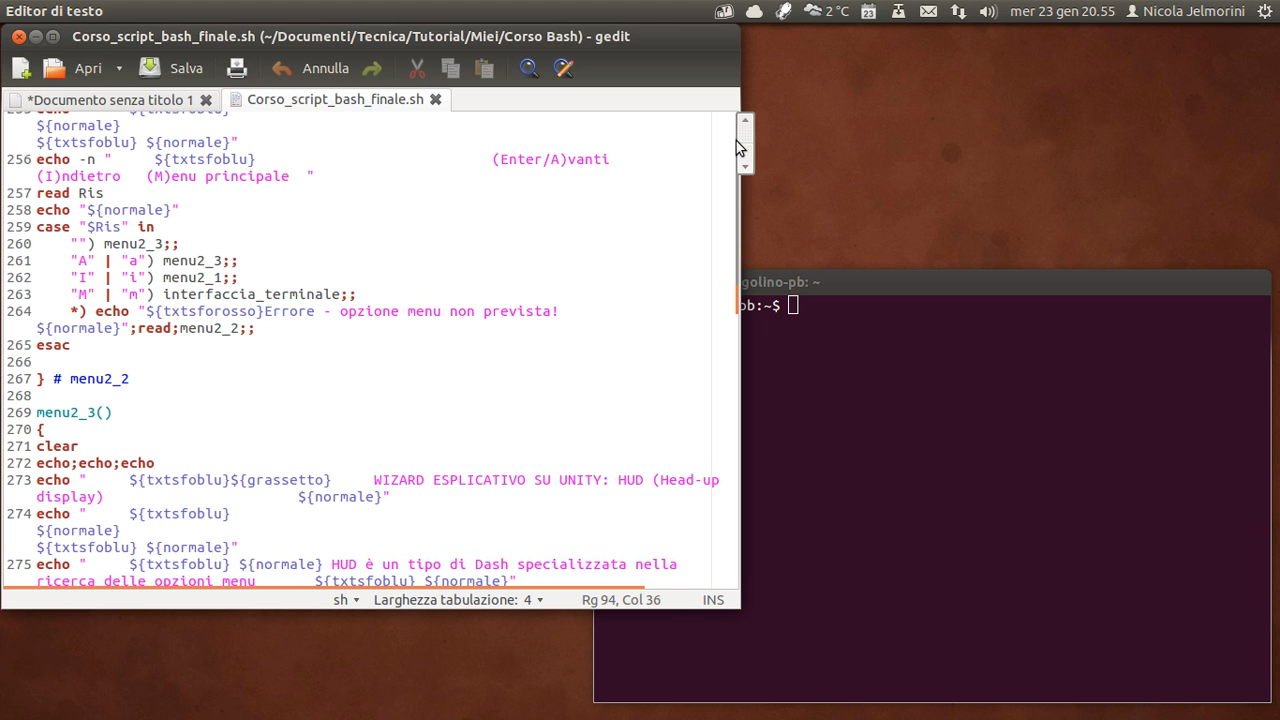 Editor di testo
2 °C
23
mer 23 gen 20.55
Nicola Jelmorini
Corso_script_bash_finale.sh (~/Documenti/Tecnica/Tutorial/Miei/Corso Bash) - gedit
Apri
Salva
Annulla
*Documento senza titolo 1
Corso_script_bash_finale.sh
${normale}
${txtsfoblu} ${normale}"
256 echo -n "     ${txtsfoblu}                            (Enter/A)vanti
(I)ndietro   (M)enu principale  "
257 read Ris
258 echo "${normale}"
259 case "$Ris" in
260     "") menu2_3;;
261     "A" | "a") menu2_3;;
262     "I" | "i") menu2_1;;
263     "M" | "m") interfaccia_terminale;;
264     *) echo "${txtsforosso}Errore - opzione menu non prevista!
${normale}";read;menu2_2;;
265 esac
266
267 } # menu2_2
268
269 menu2_3()
270 {
271 clear
272 echo;echo;echo
273 echo "     ${txtsfoblu}${grassetto}     WIZARD ESPLICATIVO SU UNITY: HUD (Head-up
display)                       ${normale}"
274 echo "     ${txtsfoblu}
${normale}
${txtsfoblu} ${normale}"
275 echo "     ${txtsfoblu} ${normale} HUD è un tipo di Dash specializzata nella
ricerca delle opzioni menu       ${txtsfoblu} ${normale}"
sh
Larghezza tabulazione: 4
Rg 94, Col 36
INS
golino-pb: ~
pb:~$